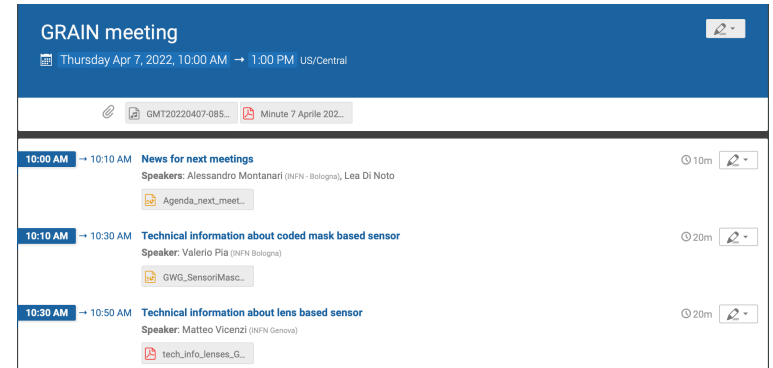 GRAIN meeting
Thursday Apr 7, 2022, 10:00 AM → 1:00 PM US/Central
GMT20220407-085... Minute 7 Aprile 202...
10:00 AM → 10:10 AM News for next meetings 10m
Speakers: Alessandro Montanari (INFN - Bologna), Lea Di Noto
Agenda_next_meet...
10:10 AM → 10:30 AM Technical information about coded mask based sensor 20m
Speaker: Valerio Pia (INFN Bologna)
GWG_SensoriMasc...
10:30 AM → 10:50 AM Technical information about lens based sensor 20m
Speaker: Matteo Vicenzi (INFN Genova)
tech_info_lenses_G...